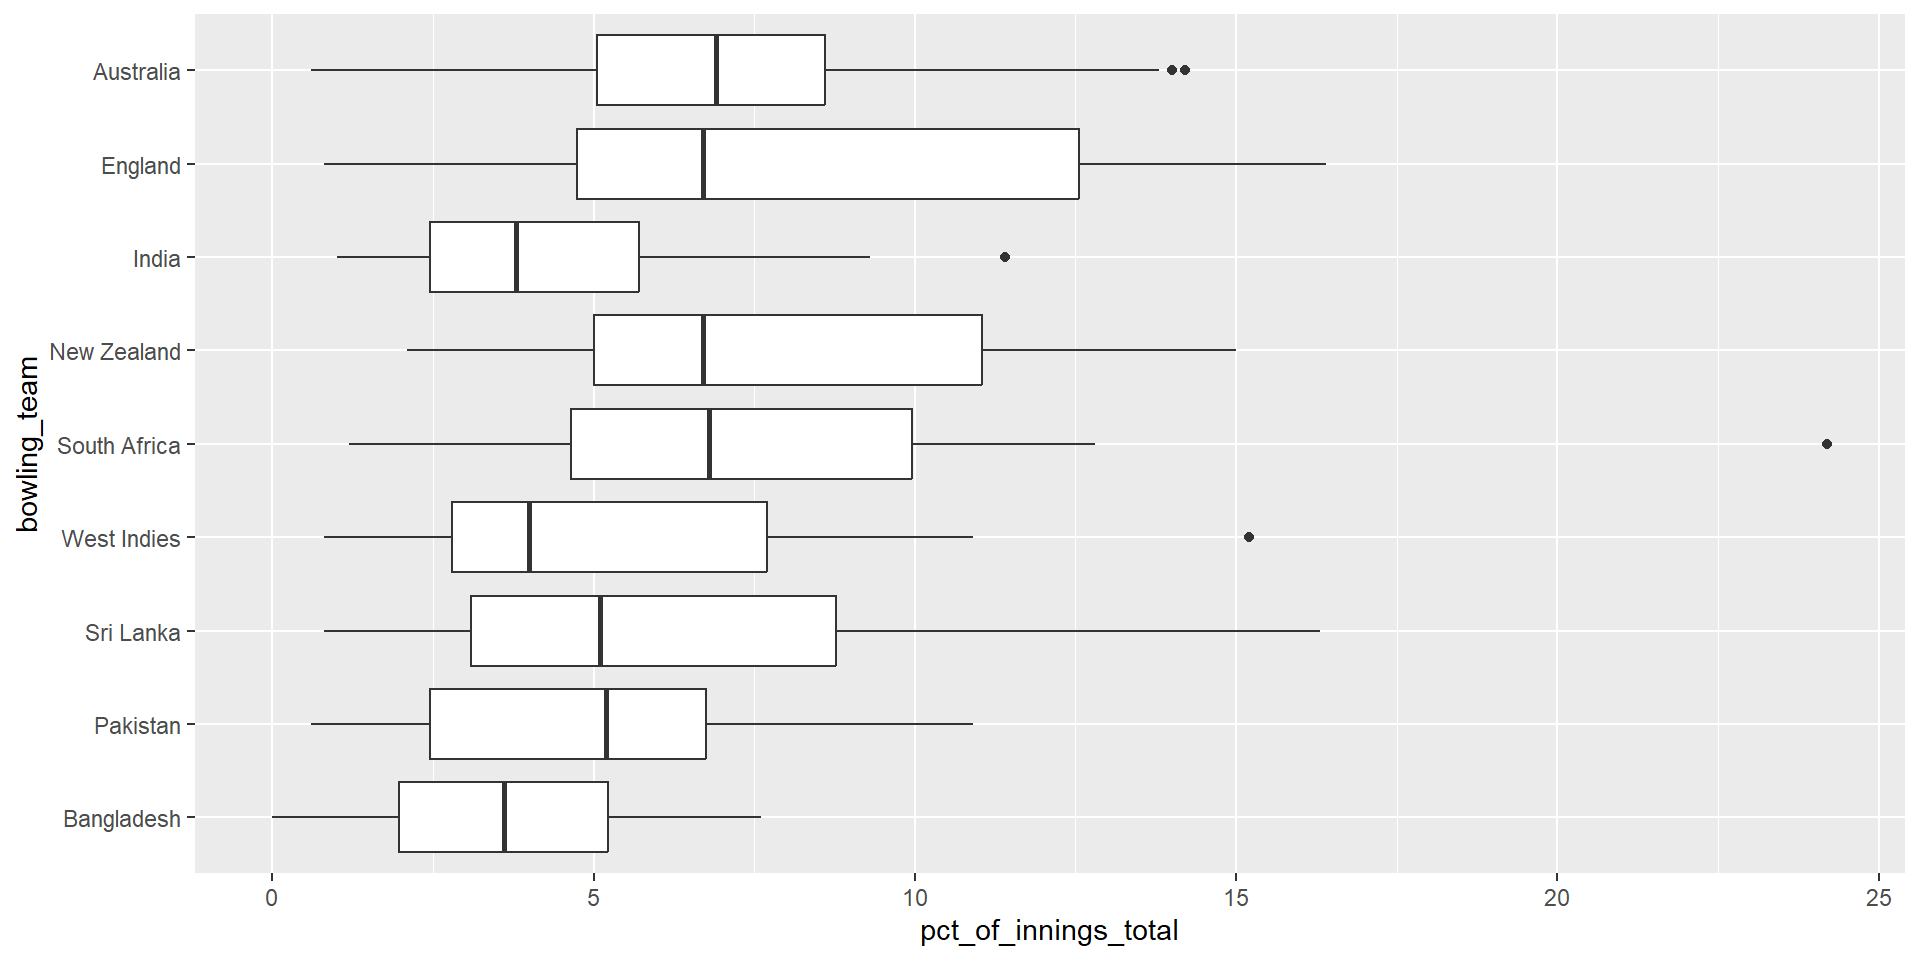 bowling_team
Australia
England
India
New Zealand
South Africa
West Indies
Sri Lanka
Pakistan
Bangladesh
0 5 10 15 20 25
pct_of_innings_total